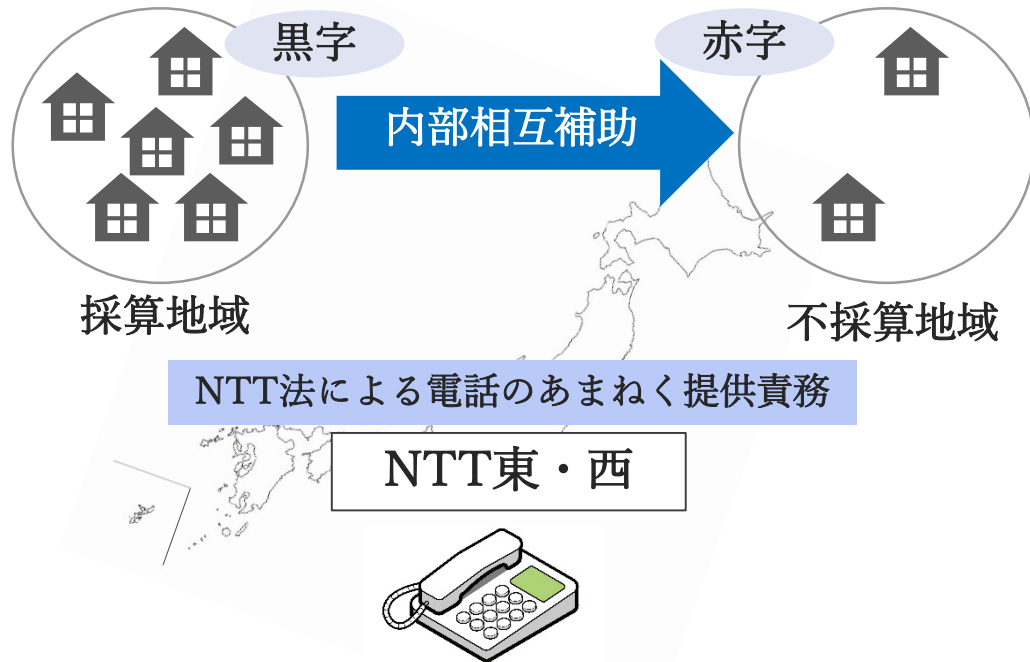 黒字
赤字
内部相互補助
採算地域
不採算地域
NTT法による電話のあまねく提供責務
NTT東・西